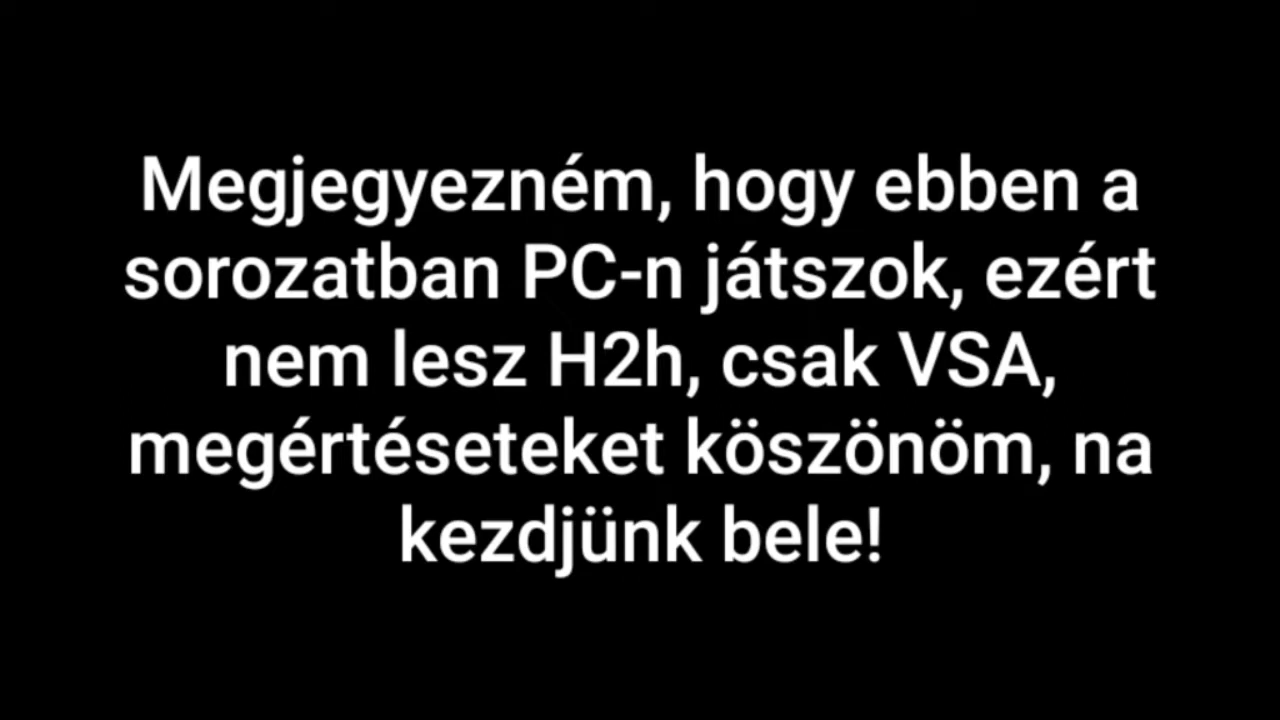 Megjegyezném, hogy ebben a
sorozatban PC-n játszok, ezért
nem lesz H2h, csak VSA,
megértéseteket köszönöm, na
kezdjünk bele!